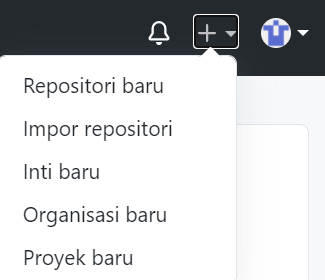 Repositori baru
Impor repositori
Inti baru
Organisasi baru
Proyek baru